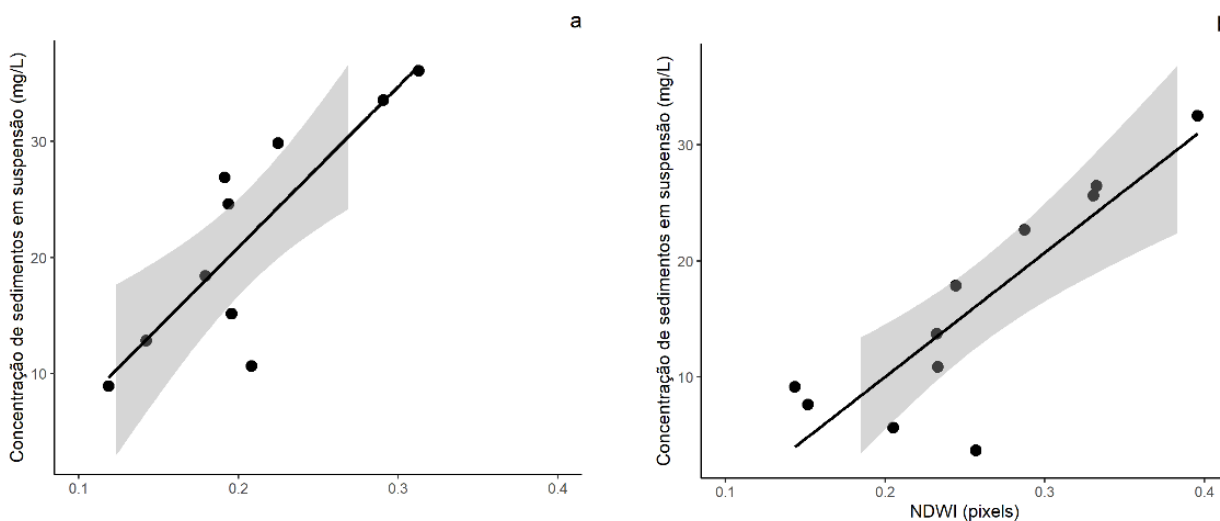 a
Concentração de sedimentos em suspensão (mg/L)
30
20
10
0.1 0.2 0.3 0.4
Concentração de sedimentos em suspensão (mg/L)
30
20
10
0.1 0.2 0.3 0.4
NDWI (pixels)